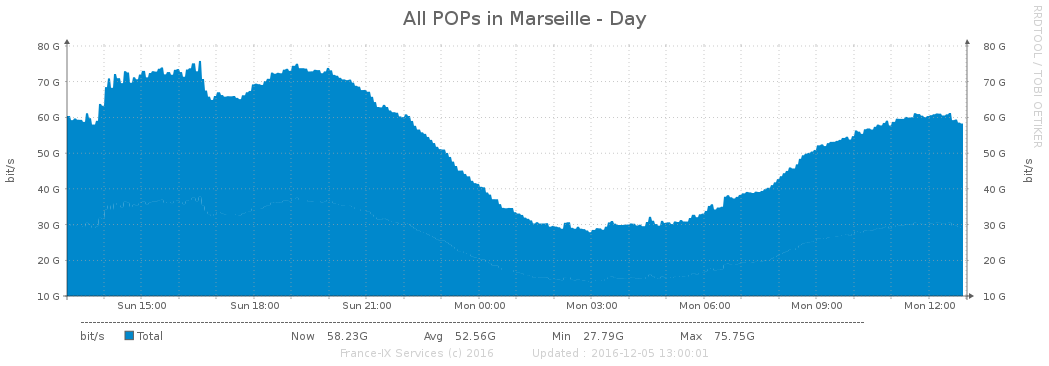 All POPs in Marseille - Day
RRDTOOL / TOBI OETIKER
80 G 80 G
70 G 70 G
60 G 60 G
50 G 50 G
40 G 40 G
30 G 30 G
20 G 20 G
10 G 10 G
bit/s bit/s
Sun 15:00 Sun 18:00 Sun 21:00 Mon 00:00 Mon 03:00 Mon 06:00 Mon 09:00 Mon 12:00
bit/s Total Now 58.23G Avg 52.56G Min 27.79G Max 75.75G
France-IX Services (c) 2016 Updated : 2016-12-05 13:00:01